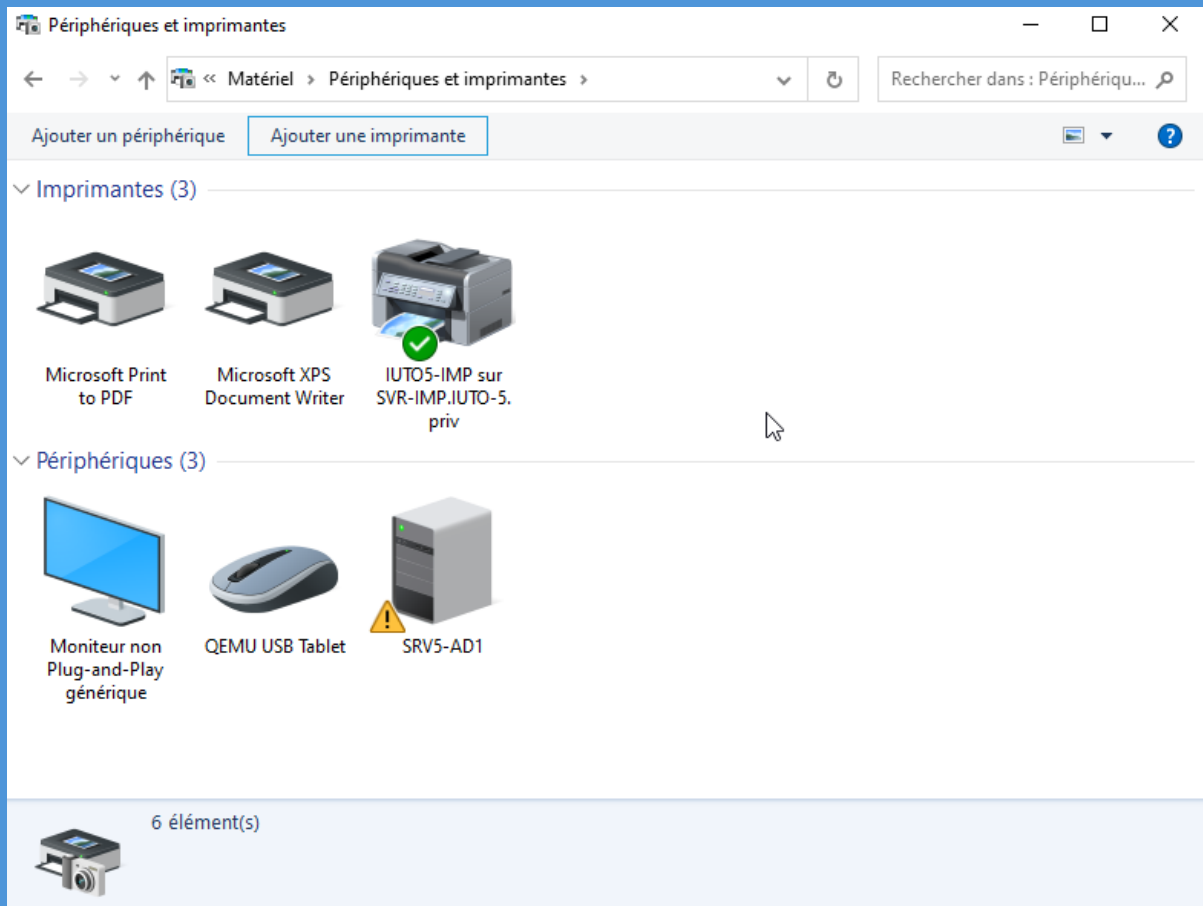 Périphériques et imprimantes
« Matériel > Périphériques et imprimantes >
Rechercher dans : Périphériqu...
Ajouter un périphérique
Ajouter une imprimante
?
Imprimantes (3)
Microsoft Print
to PDF
Microsoft XPS
Document Writer
IUTO5-IMP sur
SVR-IMP.IUTO-5.
priv
Périphériques (3)
Moniteur non
Plug-and-Play
générique
QEMU USB Tablet
SRV5-AD1
6 élément(s)